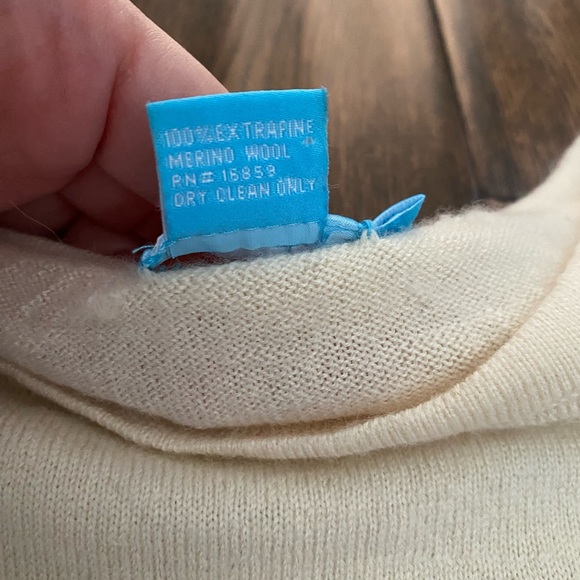 100% EXTRAFINE
MERINO WOOL
RN# 16859
DRY CLEAN ONLY